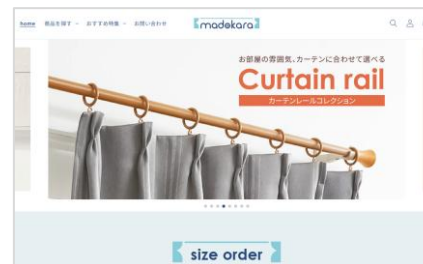 home 商品を探す おすすめ特集 お問い合わせ
madokara
お部屋の雰囲気、カーテンに合わせて選べる
Curtain rail
カーテンレールコレクション
size order